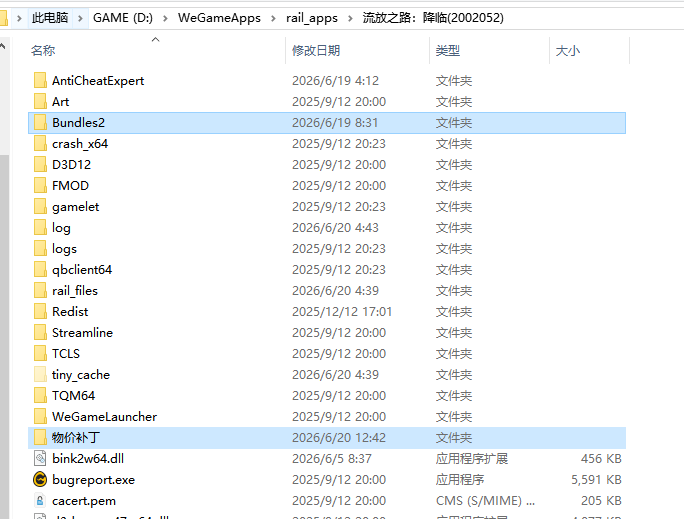 此电脑 > GAME (D:) > WeGameApps > rail_apps > 流放之路：降临(2002052)
名称 修改日期 类型 大小
AntiCheatExpert 2026/6/19 4:12 文件夹
Art 2025/9/12 20:00 文件夹
Bundles2 2026/6/19 8:31 文件夹
crash_x64 2025/9/12 20:23 文件夹
D3D12 2025/9/12 20:00 文件夹
FMOD 2025/9/12 20:00 文件夹
gamelet 2025/9/12 20:23 文件夹
log 2026/6/20 4:43 文件夹
logs 2025/9/12 20:23 文件夹
qbclient64 2025/9/12 20:23 文件夹
rail_files 2026/6/20 4:39 文件夹
Redist 2025/12/12 17:01 文件夹
Streamline 2025/9/12 20:00 文件夹
TCLS 2025/9/12 20:00 文件夹
tiny_cache 2026/6/20 4:39 文件夹
TQM64 2025/9/12 20:00 文件夹
WeGameLauncher 2025/9/12 20:00 文件夹
物价补丁 2026/6/20 12:42 文件夹
bink2w64.dll 2026/6/5 8:37 应用程序扩展 456 KB
bugreport.exe 2025/9/12 20:00 应用程序 5,591 KB
cacert.pem 2025/9/12 20:00 CMS (S/MIME) ... 205 KB